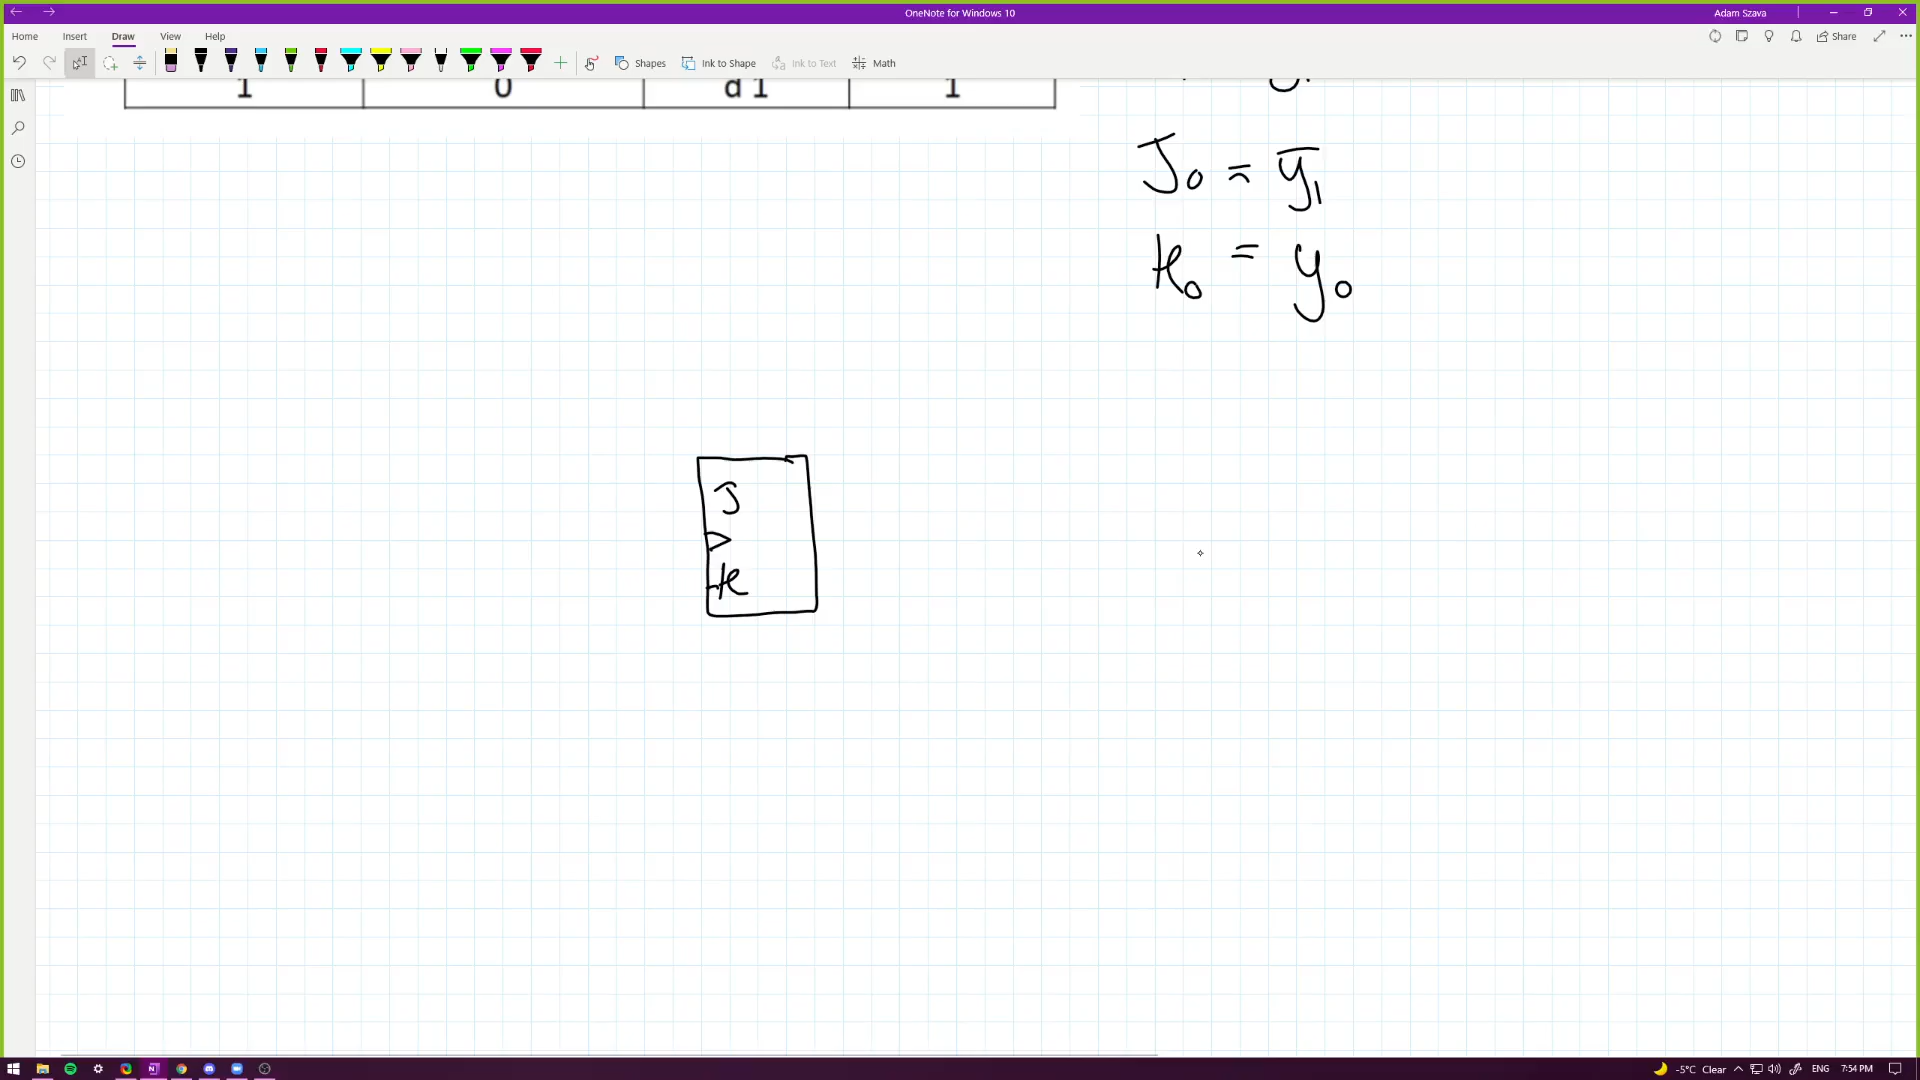 OneNote for Windows 10
Adam Szava
Home Insert Draw View Help
Share
Shapes Ink to Shape Ink to Text Math
1 0 d 1 1
J₀ = y̅₁
K₀ = y₀
J
K
-5°C Clear ENG 7:54 PM